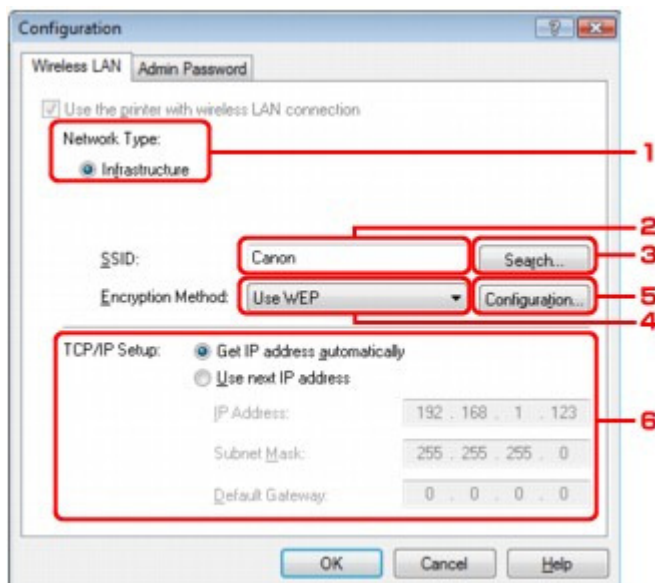 Configuration
Wireless LAN
Admin Password
Use the printer with wireless LAN connection
Network Type:
1
Infrastructure
2
SSID:
Canon
Search...
3
Encryption Method:
Use WEP
Configuration...
5
4
TCP/IP Setup:
Get IP address automatically
Use next IP address
IP Address:
192 . 168 . 1 . 123
6
Subnet Mask:
255 . 255 . 255 . 0
Default Gateway:
0 . 0 . 0 . 0
OK
Cancel
Help